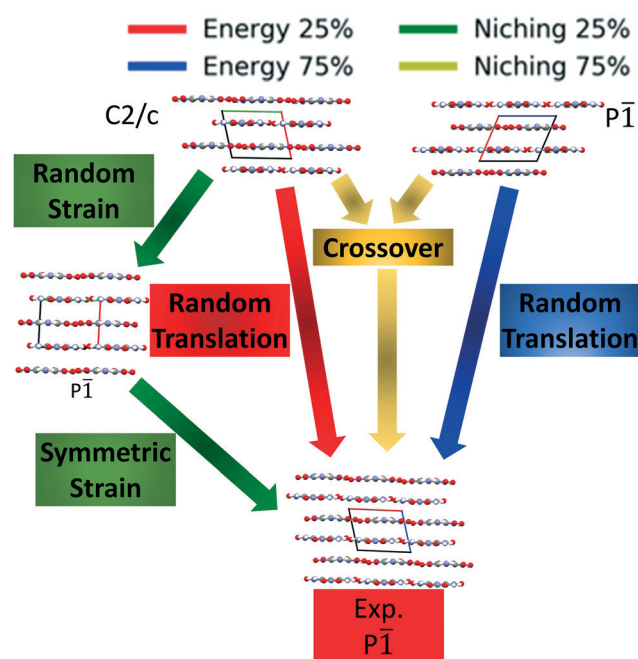 Energy 25%
Niching 25%
Energy 75%
Niching 75%
C2/c
P1̅
Random
Strain
Crossover
Random
Translation
Random
Translation
P1̅
Symmetric
Strain
Exp.
P1̅